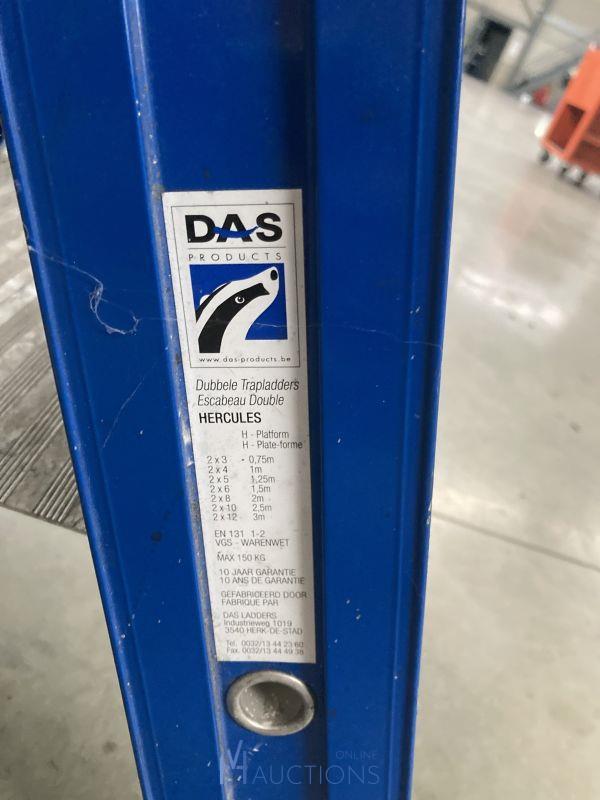 DAS
PRODUCTS
www.das-products.be
Dubbele Trapladders
Escabeau Double
HERCULES
H - Platform
H - Plate-forme
2 x 3 - 0,75m
2 x 4 1m
2 x 5 1,25m
2 x 6 1,5m
2 x 8 2m
2 x 10 2,5m
2 x 12 3m
EN 131 1-2
VGS - WARENWET
MAX 150 KG
10 JAAR GARANTIE
10 ANS DE GARANTIE
GEFABRICEERD DOOR
FABRIQUE PAR
DAS LADDERS
Industrieweg 1019
3540 HERK-DE-STAD
Tel. 0032/13 44 23 60
Fax. 0032/13 44 49 38
ONLINE
AUCTIONS